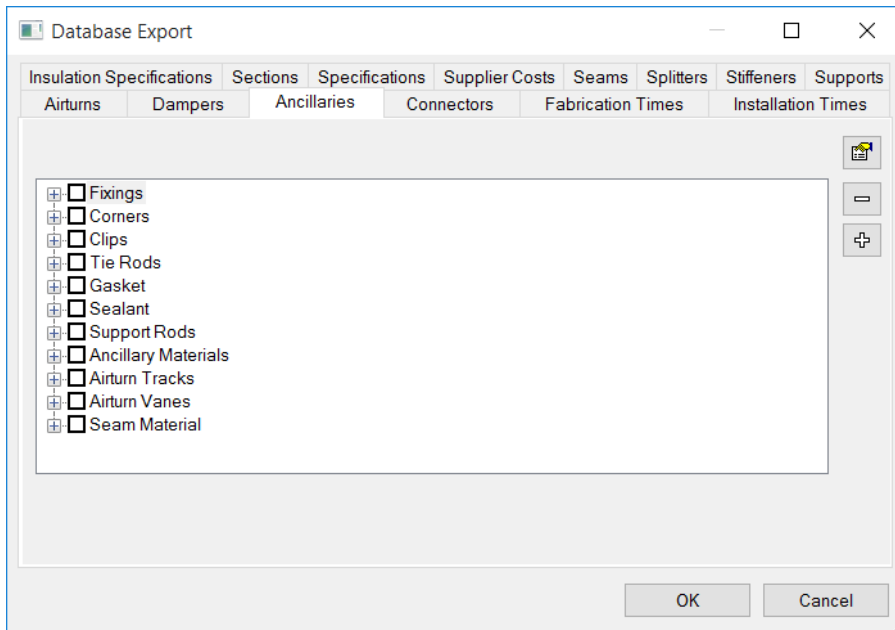 Database Export
Insulation Specifications Sections Specifications Supplier Costs Seams Splitters Stiffeners Supports
Airturns Dampers Ancillaries Connectors Fabrication Times Installation Times
Fixings
Corners
Clips
Tie Rods
Gasket
Sealant
Support Rods
Ancillary Materials
Airturn Tracks
Airturn Vanes
Seam Material
OK Cancel